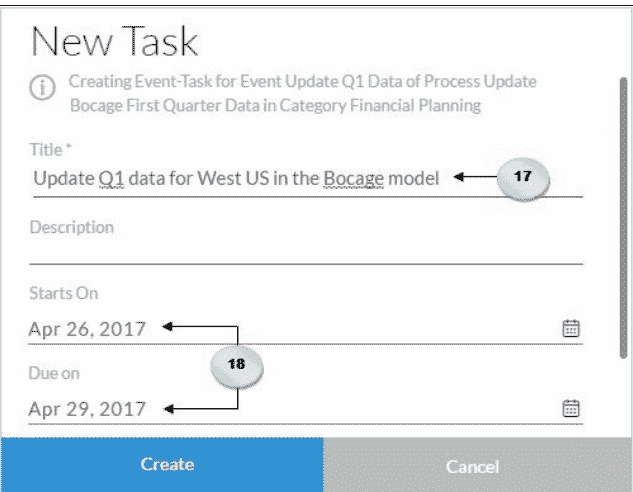 New Task
Creating Event-Task for Event Update Q1 Data of Process Update
Bocage First Quarter Data in Category Financial Planning
Title *
Update Q1 data for West US in the Bocage model
17
Description
Starts On
Apr 26, 2017
18
Due on
Apr 29, 2017
Create
Cancel